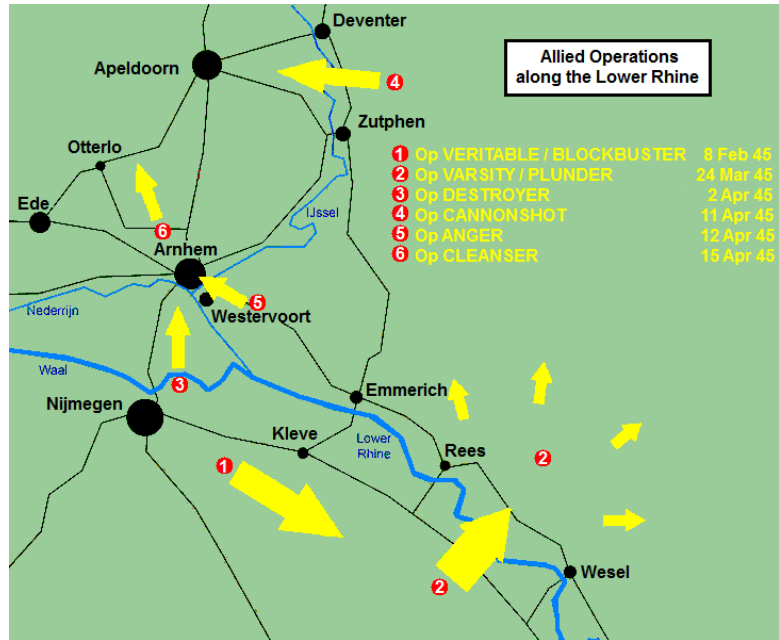 Deventer
Allied Operations
along the Lower Rhine
Apeldoorn
4
Zutphen
Otterlo
1 Op VERITABLE / BLOCKBUSTER 8 Feb 45
2 Op VARSITY / PLUNDER 24 Mar 45
3 Op DESTROYER 2 Apr 45
4 Op CANNONSHOT 11 Apr 45
5 Op ANGER 12 Apr 45
6 Op CLEANSER 15 Apr 45
Ede
IJssel
6
Arnhem
5
Nederrijn
Westervoort
Waal
3
Emmerich
Nijmegen
Kleve
Lower
Rhine
Rees
1
2
2
Wesel